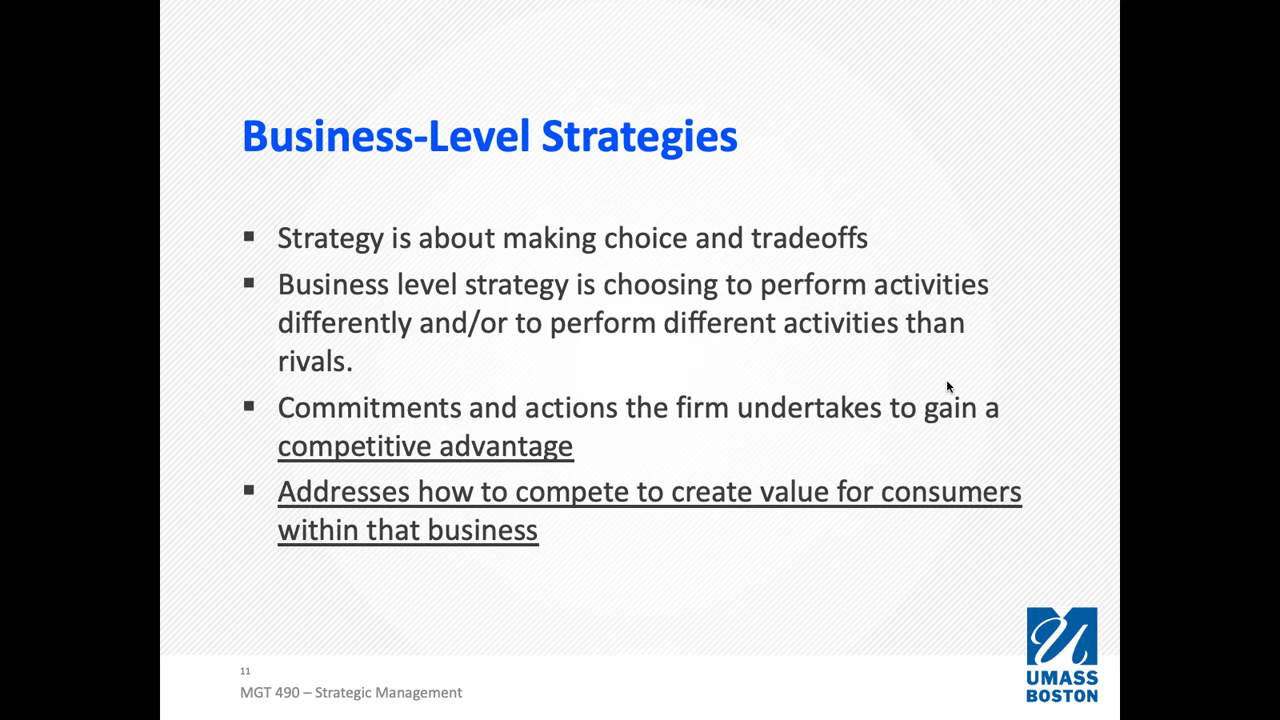 Business-Level Strategies
▪ Strategy is about making choice and tradeoffs
▪ Business level strategy is choosing to perform activities
differently and/or to perform different activities than
rivals.
▪ Commitments and actions the firm undertakes to gain a
competitive advantage
▪ Addresses how to compete to create value for consumers
within that business
11
MGT 490 – Strategic Management
UMASS
BOSTON